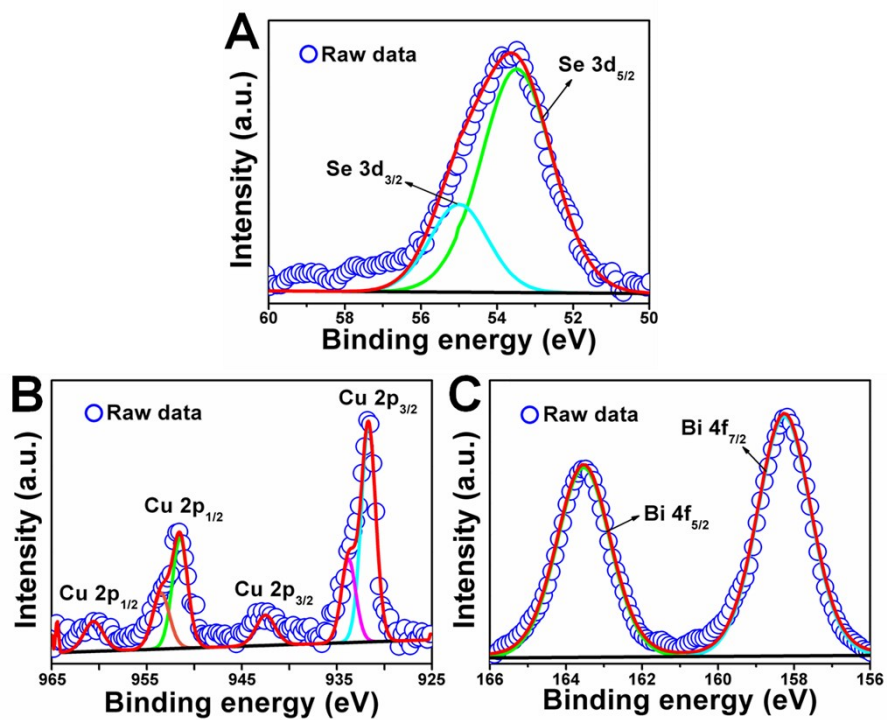 A
Raw data
Se 3d5/2
Se 3d3/2
Intensity (a.u.)
60 58 56 54 52 50
Binding energy (eV)
B
Raw data
Cu 2p3/2
Cu 2p1/2
Cu 2p1/2
Cu 2p3/2
Intensity (a.u.)
965 955 945 935 925
Binding energy (eV)
C
Raw data
Bi 4f7/2
Bi 4f5/2
Intensity (a.u.)
166 164 162 160 158 156
Binding energy (eV)